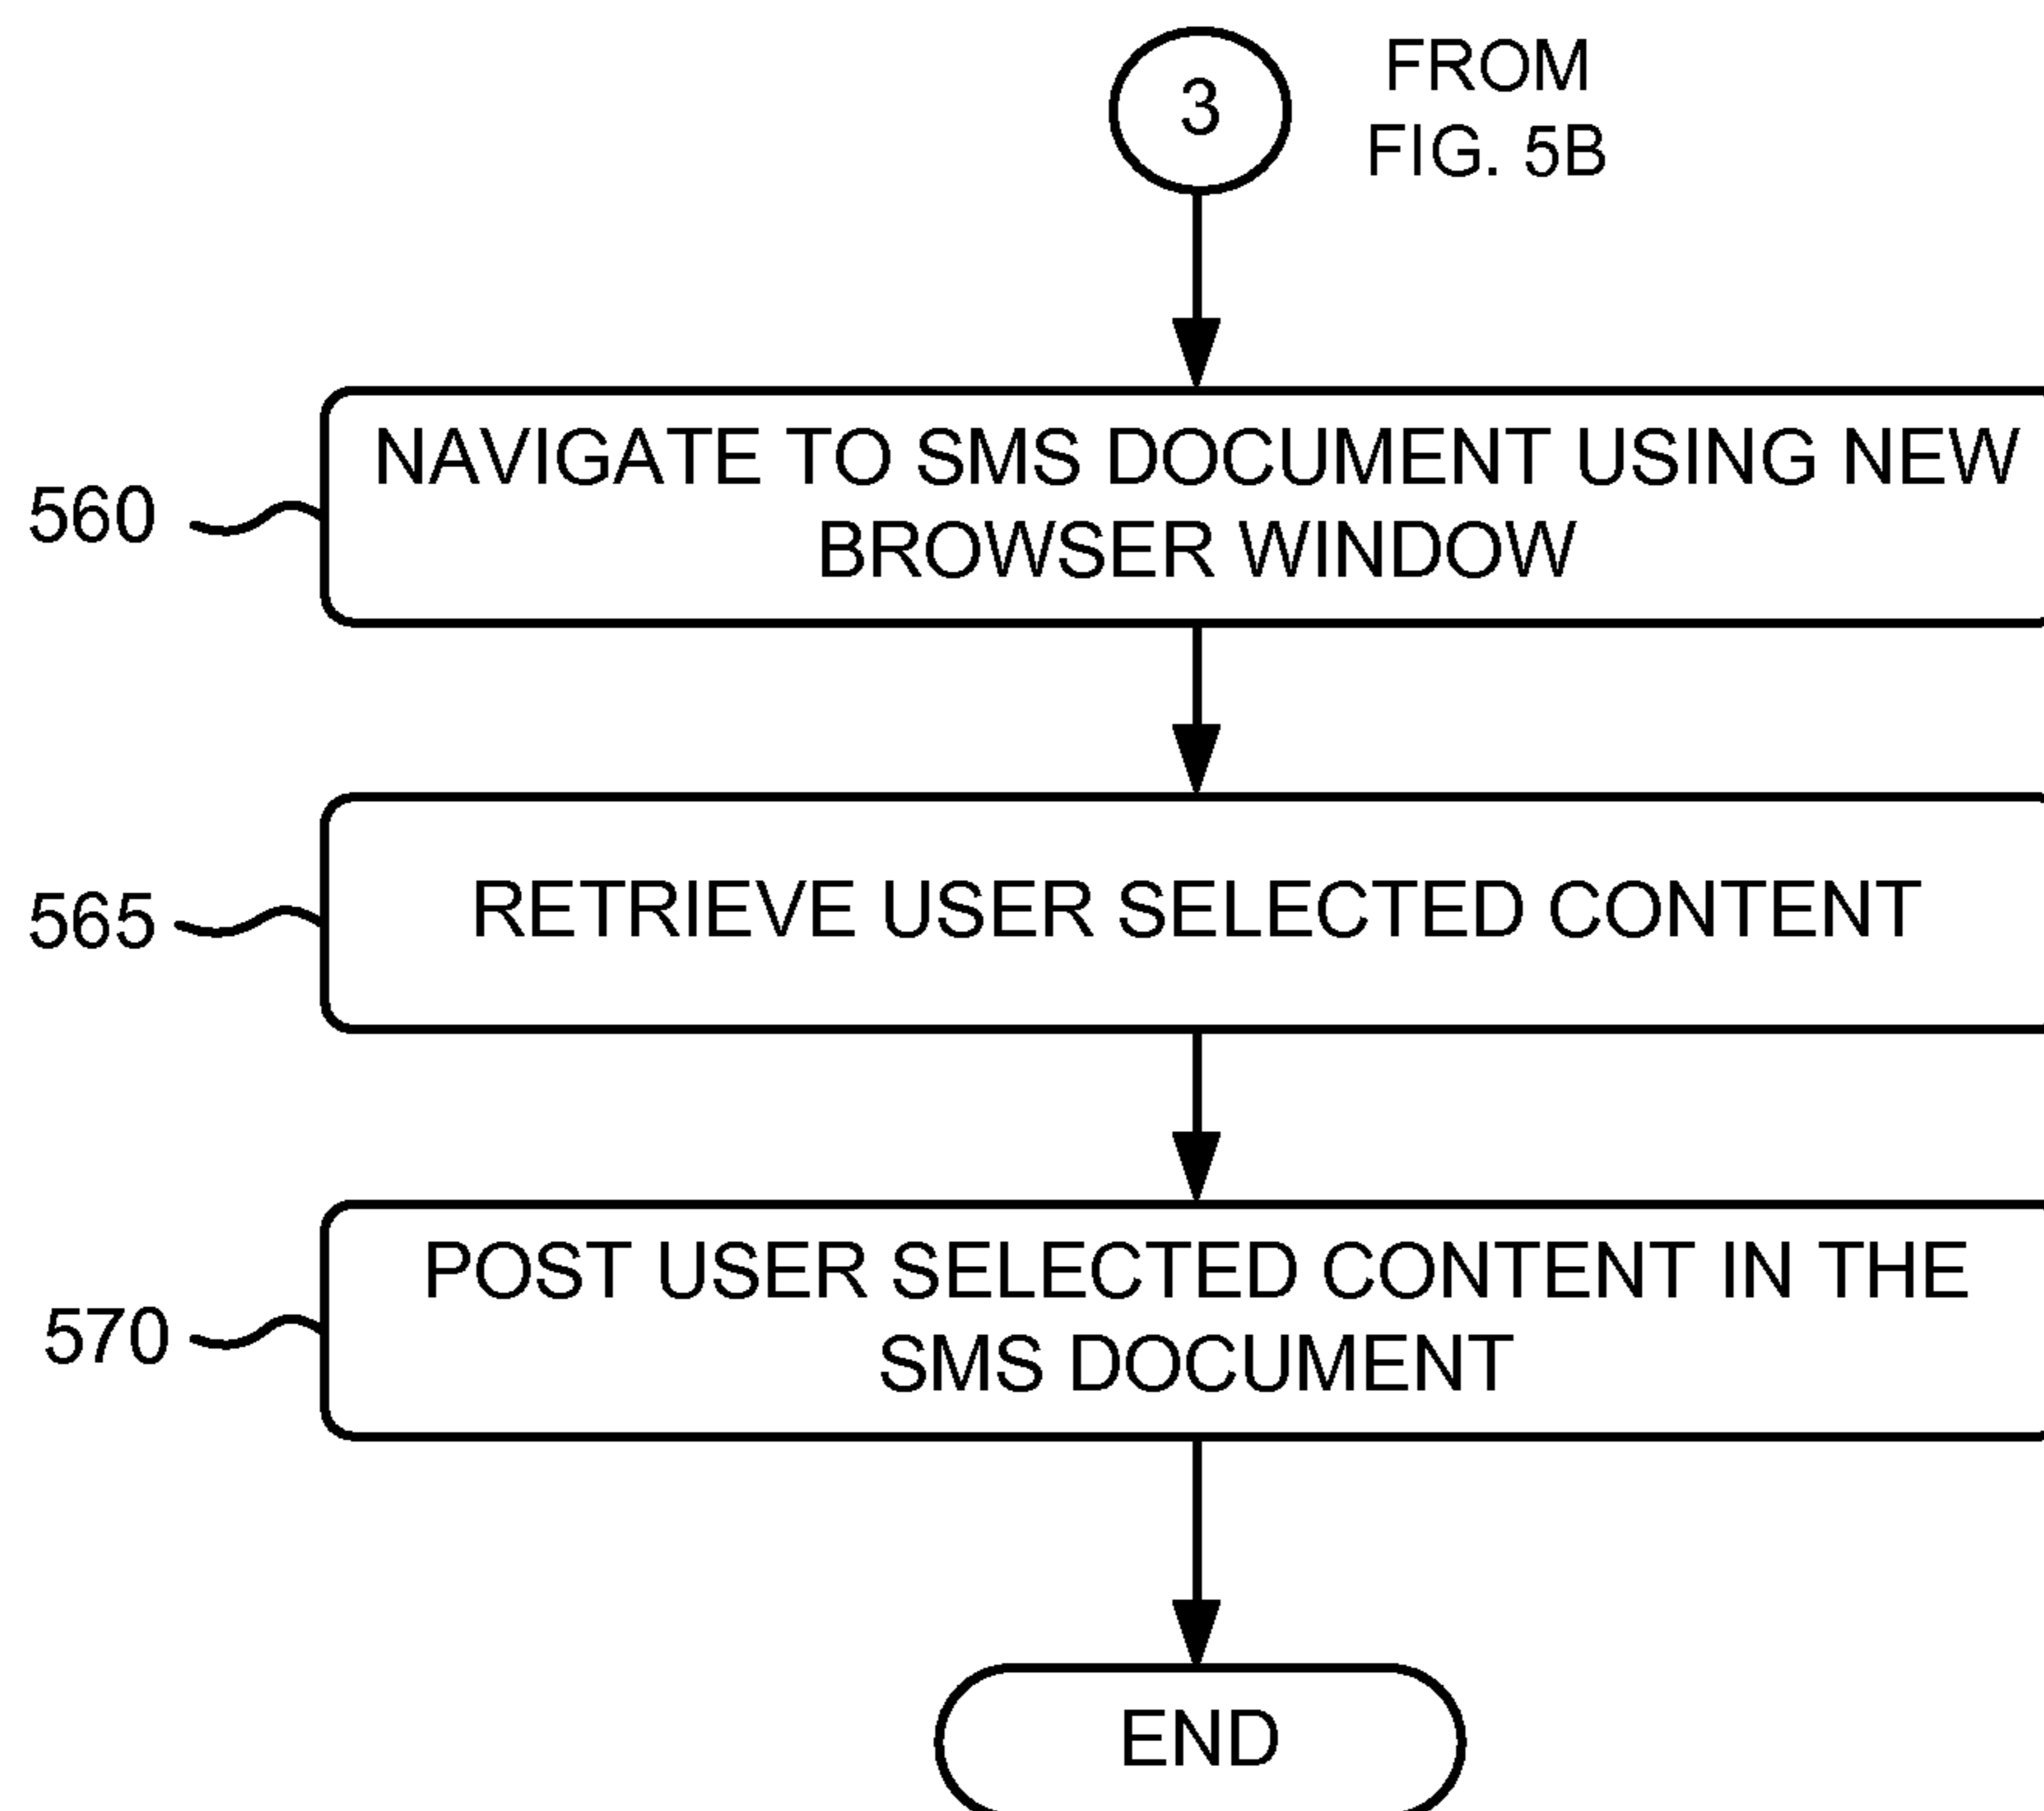 3
FROM
FIG. 5B
560
NAVIGATE TO SMS DOCUMENT USING NEW
BROWSER WINDOW
565
RETRIEVE USER SELECTED CONTENT
570
POST USER SELECTED CONTENT IN THE
SMS DOCUMENT
END